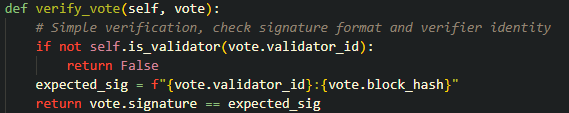 def verify_vote(self, vote):
    # Simple verification, check signature format and verifier identity
    if not self.is_validator(vote.validator_id):
        return False
    expected_sig = f"{vote.validator_id}:{vote.block_hash}"
    return vote.signature == expected_sig